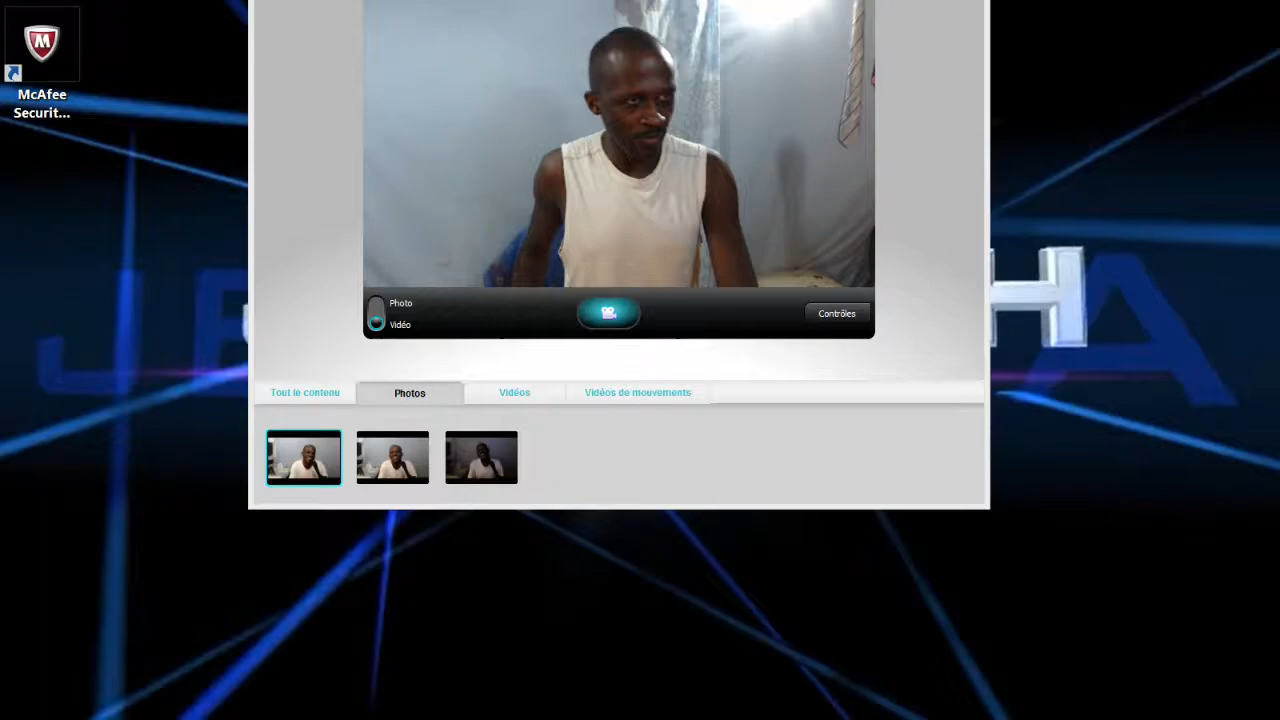 McAfee
Securit...
Photo
Vidéo
Contrôles
Tout le contenu
Photos
Vidéos
Vidéos de mouvements